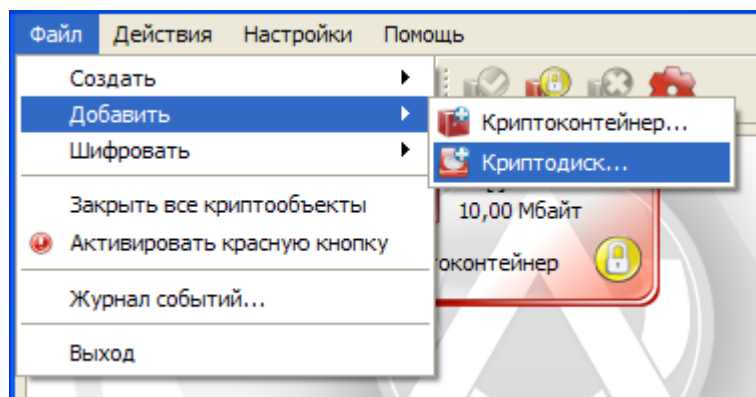 Файл Действия Настройки Помощь
Создать
Добавить
Криптоконтейнер...
Шифровать
Криптодиск...
Закрыть все криптообъекты
10,00 Мбайт
Активировать красную кнопку
оконтейнер
Журнал событий...
Выход